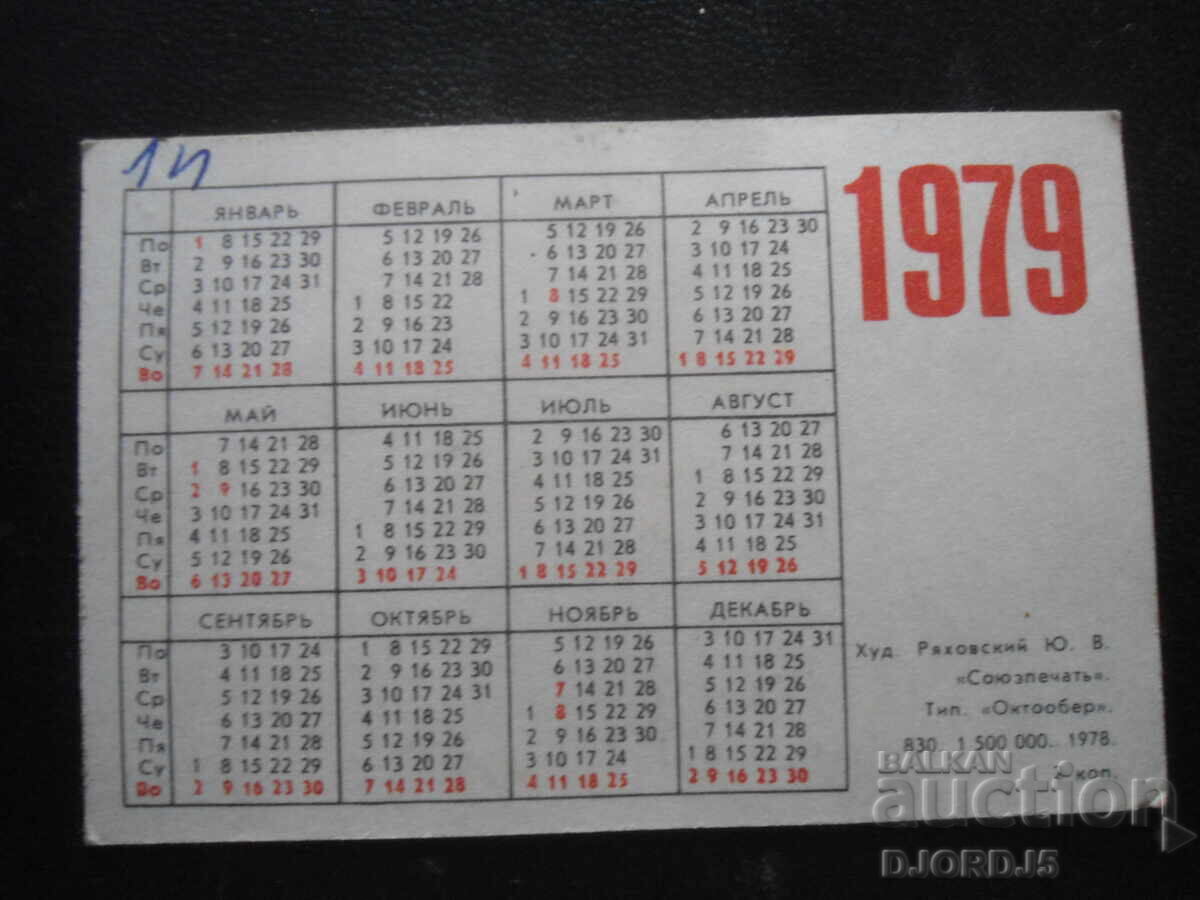 1п
1979
ЯНВАРЬ ФЕВРАЛЬ МАРТ АПРЕЛЬ
По 1 8 15 22 29 5 12 19 26 5 12 19 26 2 9 16 23 30
Вт 2 9 16 23 30 6 13 20 27 6 13 20 27 3 10 17 24
Ср 3 10 17 24 31 7 14 21 28 7 14 21 28 4 11 18 25
Че 4 11 18 25 1 8 15 22 1 8 15 22 29 5 12 19 26
Пя 5 12 19 26 2 9 16 23 2 9 16 23 30 6 13 20 27
Су 6 13 20 27 3 10 17 24 3 10 17 24 31 7 14 21 28
Во 7 14 21 28 4 11 18 25 4 11 18 25 1 8 15 22 29
МАЙ ИЮНЬ ИЮЛЬ АВГУСТ
По 7 14 21 28 4 11 18 25 2 9 16 23 30 6 13 20 27
Вт 1 8 15 22 29 5 12 19 26 3 10 17 24 31 7 14 21 28
Ср 2 9 16 23 30 6 13 20 27 4 11 18 25 1 8 15 22 29
Че 3 10 17 24 31 7 14 21 28 5 12 19 26 2 9 16 23 30
Пя 4 11 18 25 1 8 15 22 29 6 13 20 27 3 10 17 24 31
Су 5 12 19 26 2 9 16 23 30 7 14 21 28 4 11 18 25
Во 6 13 20 27 3 10 17 24 1 8 15 22 29 5 12 19 26
СЕНТЯБРЬ ОКТЯБРЬ НОЯБРЬ ДЕКАБРЬ
По 3 10 17 24 1 8 15 22 29 5 12 19 26 3 10 17 24 31
Вт 4 11 18 25 2 9 16 23 30 6 13 20 27 4 11 18 25
Ср 5 12 19 26 3 10 17 24 31 7 14 21 28 5 12 19 26
Че 6 13 20 27 4 11 18 25 1 8 15 22 29 6 13 20 27
Пя 7 14 21 28 5 12 19 26 2 9 16 23 30 7 14 21 28
Су 1 8 15 22 29 6 13 20 27 3 10 17 24 1 8 15 22 29
Во 2 9 16 23 30 7 14 21 28 4 11 18 25 2 9 16 23 30
Худ. Ряховский Ю. В.
«Союзпечать».
Тип. «Октообер».
830. 1.500 000. 1978.
коп.
BALKAN
auction
DJORDJ5